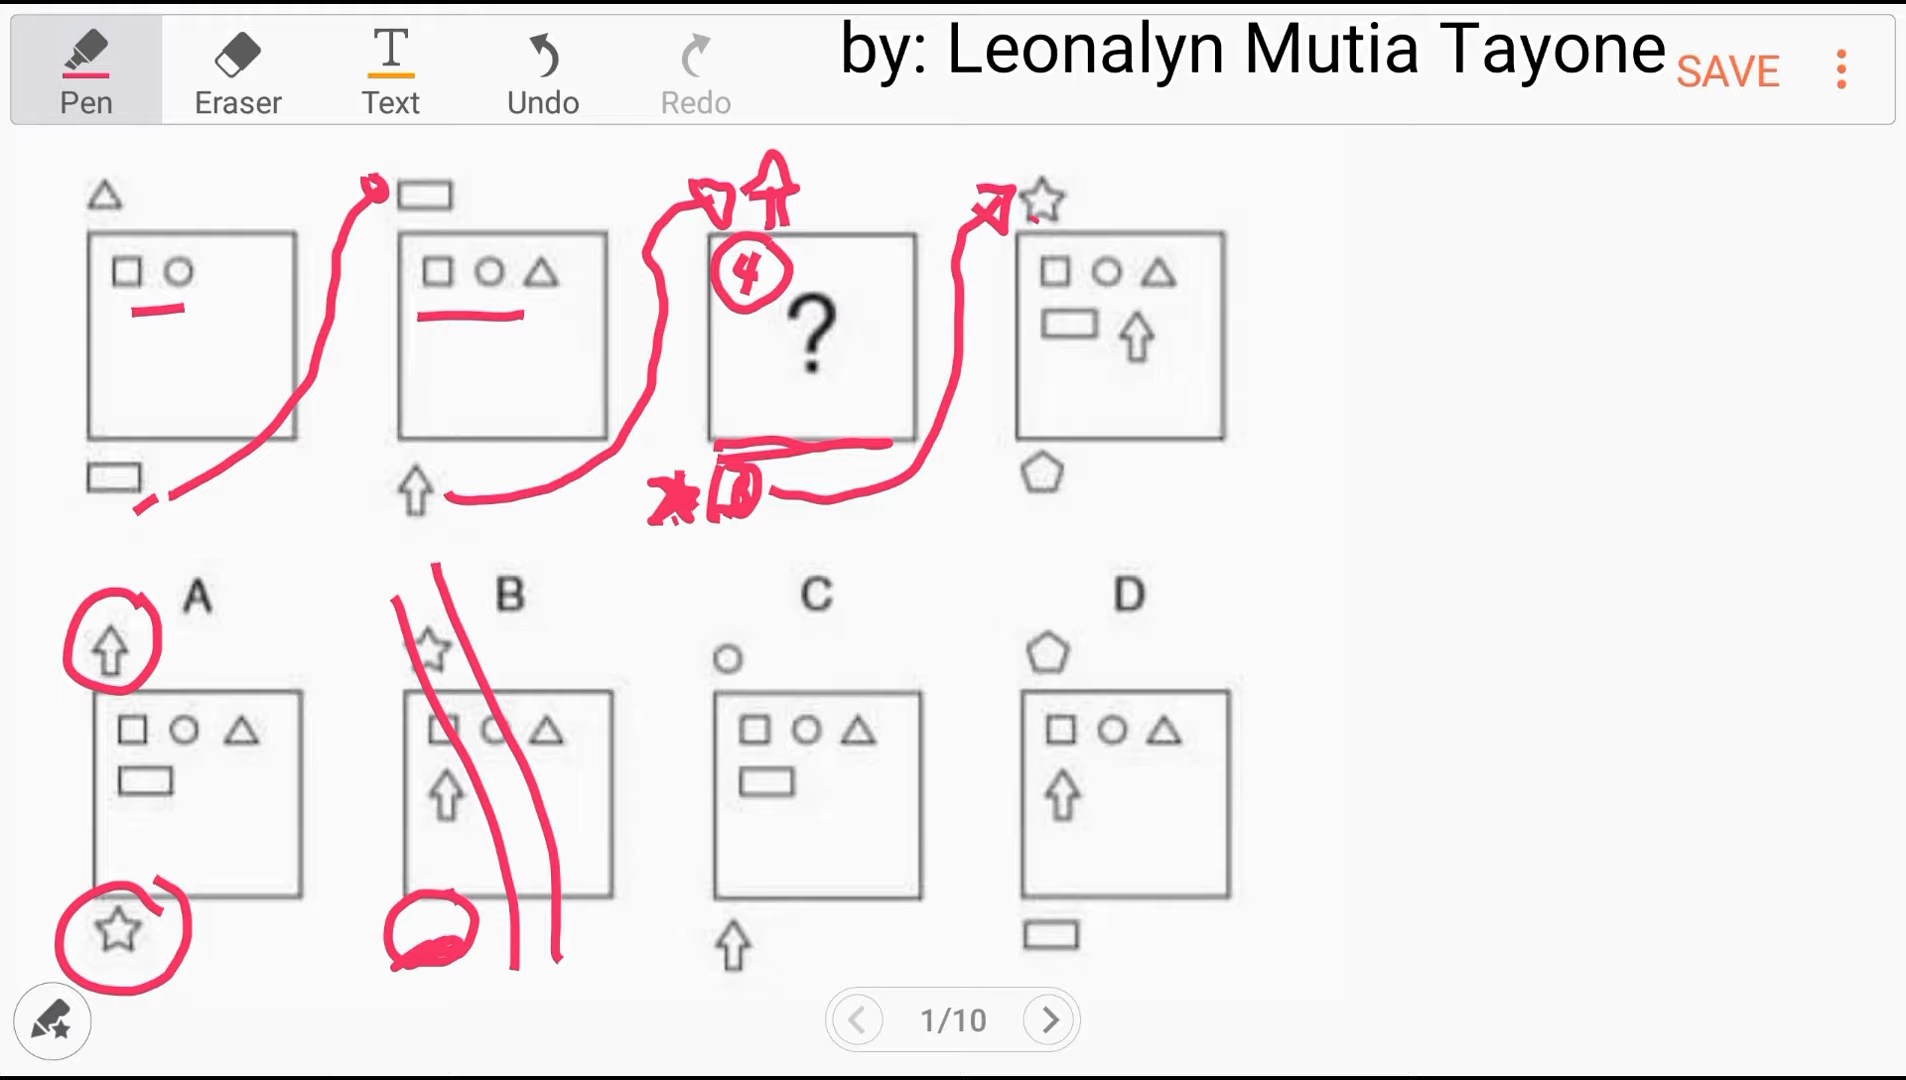 by: Leonalyn Mutia Tayone
Pen Eraser Text Undo Redo SAVE
4
?
A B C D
1/10